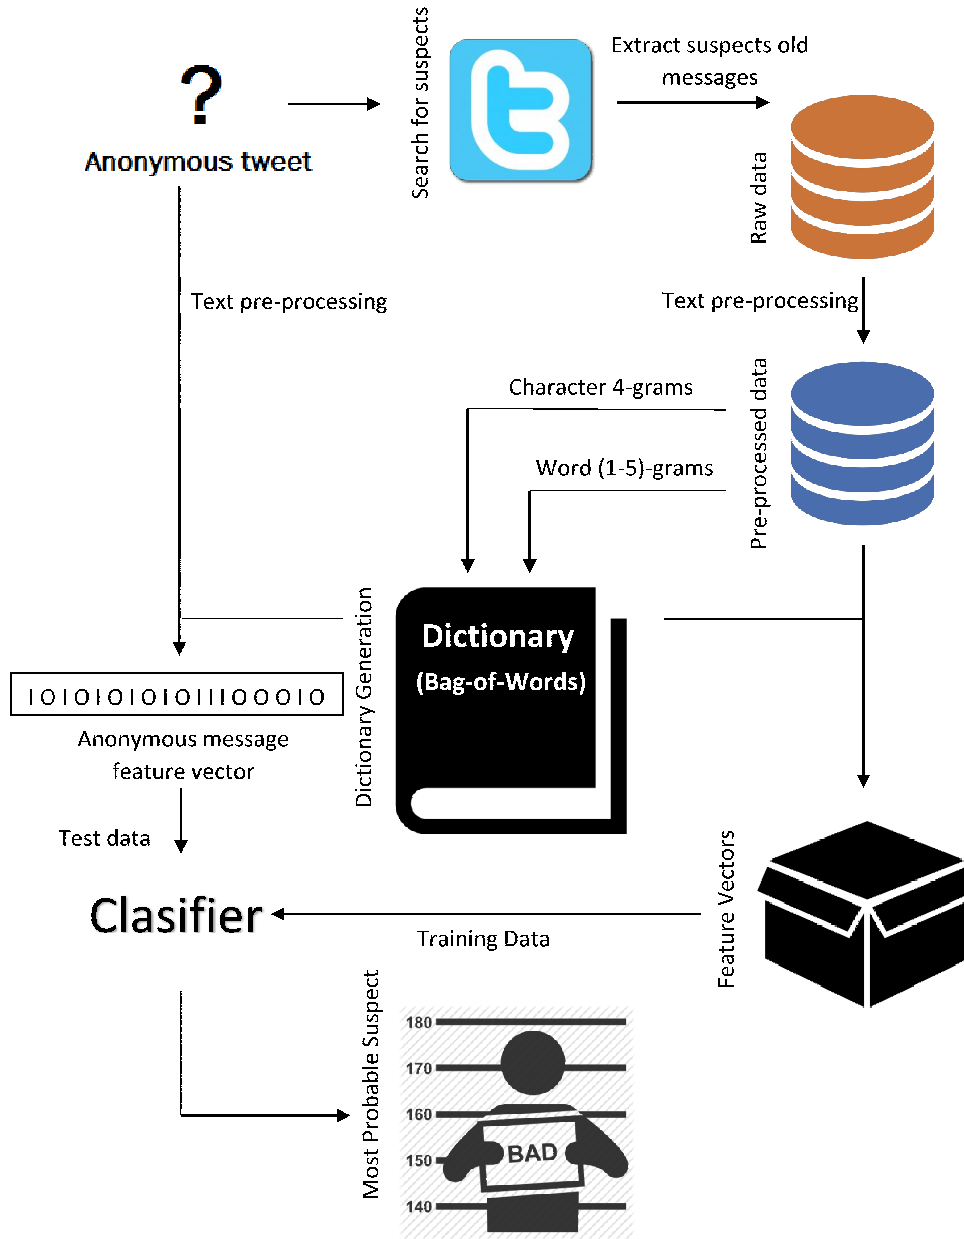 ?
Anonymous tweet
Search for suspects
t
Extract suspects old
messages
Raw data
Text pre-processing
Text pre-processing
Pre-processed data
Character 4-grams
Word (1-5)-grams
Dictionary Generation
Dictionary
(Bag-of-Words)
IOIOIOIOIOIIIOOOIO
Anonymous message
feature vector
Test data
Clasifier
Training Data
Feature Vectors
Most Probable Suspect
180
170
160
150
140
BAD